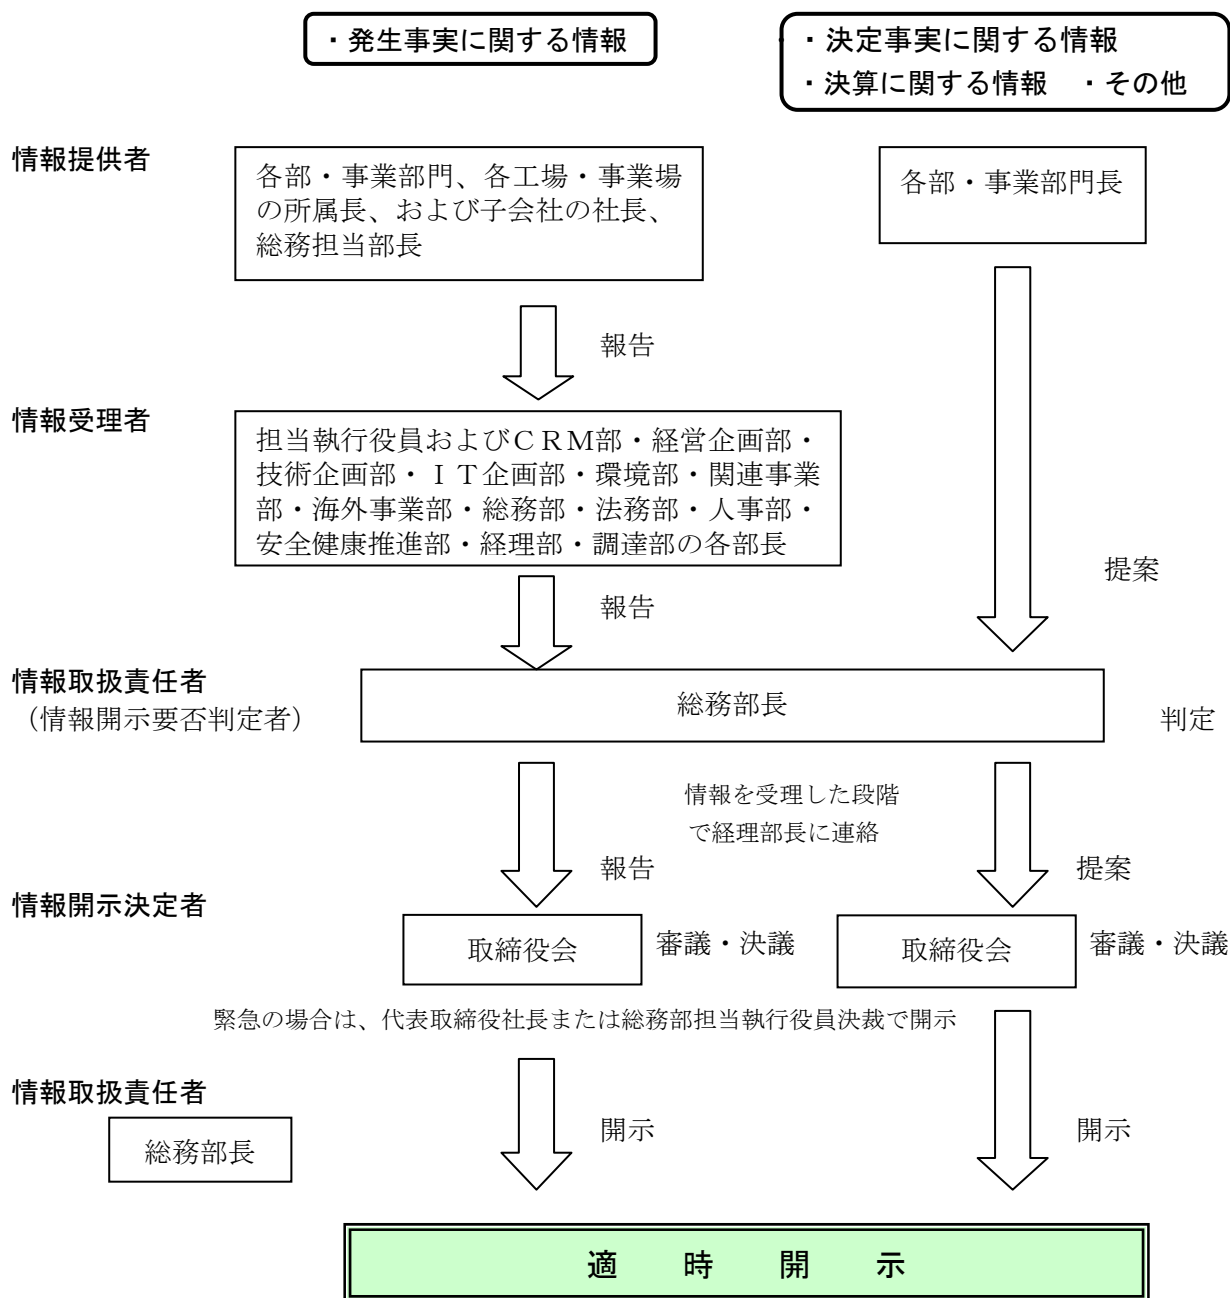 ・発生事実に関する情報
・決定事実に関する情報
・決算に関する情報　・その他
情報提供者
各部・事業部門、各工場・事業場
の所属長、および子会社の社長、
総務担当部長
各部・事業部門長
報告
情報受理者
担当執行役員およびＣＲＭ部・経営企画部・
技術企画部・ＩＴ企画部・環境部・関連事業
部・海外事業部・総務部・法務部・人事部・
安全健康推進部・経理部・調達部の各部長
提案
報告
情報取扱責任者
（情報開示要否判定者）
総務部長
判定
情報を受理した段階
で経理部長に連絡
報告
提案
情報開示決定者
取締役会
審議・決議
取締役会
審議・決議
緊急の場合は、代表取締役社長または総務部担当執行役員決裁で開示
情報取扱責任者
総務部長
開示
開示
適　時　開　示